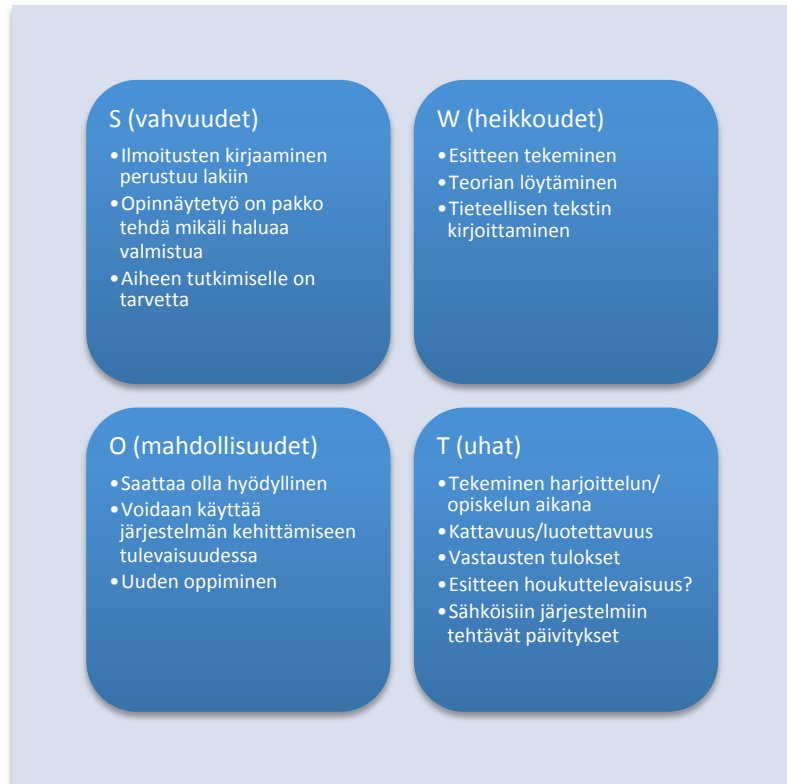 S (vahvuudet)
•Ilmoitusten kirjaaminen
perustuu lakiin
•Opinnäytetyö on pakko
tehdä mikäli haluaa
valmistua
•Aiheen tutkimiselle on
tarvetta
W (heikkoudet)
•Esitteen tekeminen
•Teorian löytäminen
•Tieteellisen tekstin
kirjoittaminen
O (mahdollisuudet)
•Saattaa olla hyödyllinen
•Voidaan käyttää
järjestelmän kehittämiseen
tulevaisuudessa
•Uuden oppiminen
T (uhat)
•Tekeminen harjoittelun/
opiskelun aikana
•Kattavuus/luotettavuus
•Vastausten tulokset
•Esitteen houkuttelevaisuus?
•Sähköisiin järjestelmiin
tehtävät päivitykset